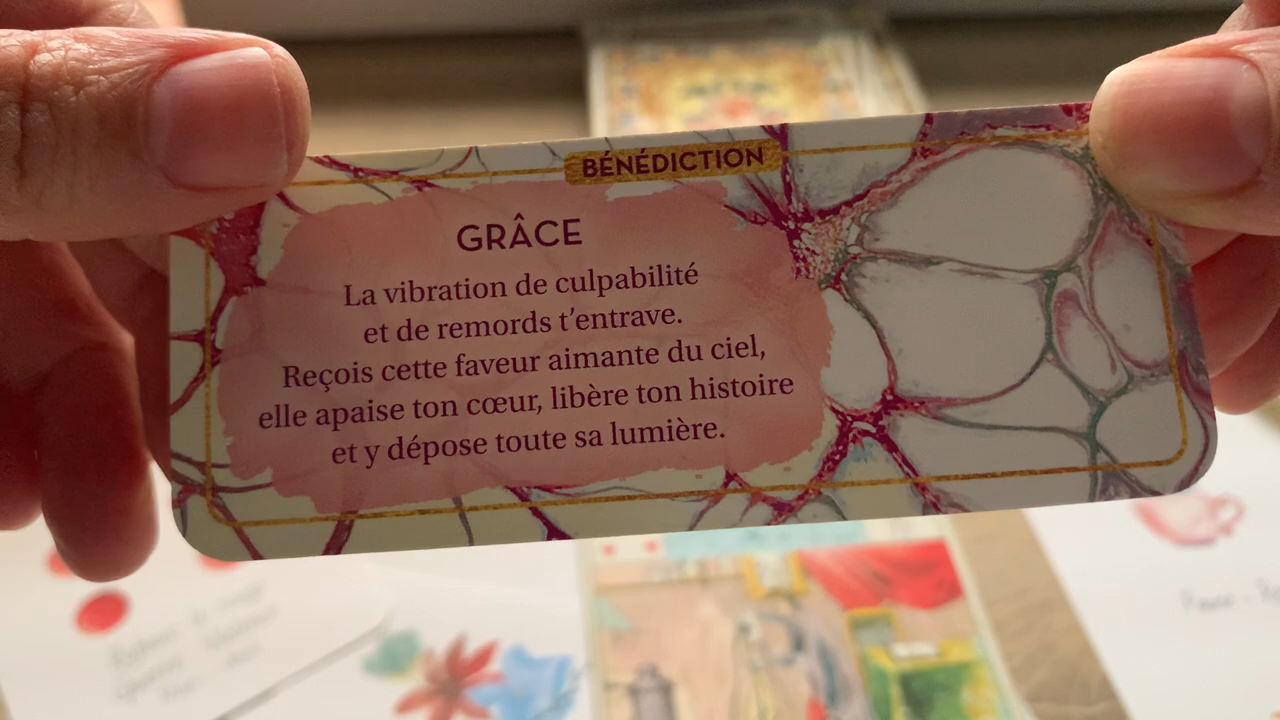 BÉNÉDICTION
GRÂCE
La vibration de culpabilité
et de remords t'entrave.
Reçois cette faveur aimante du ciel,
elle apaise ton cœur, libère ton histoire
et y dépose toute sa lumière.